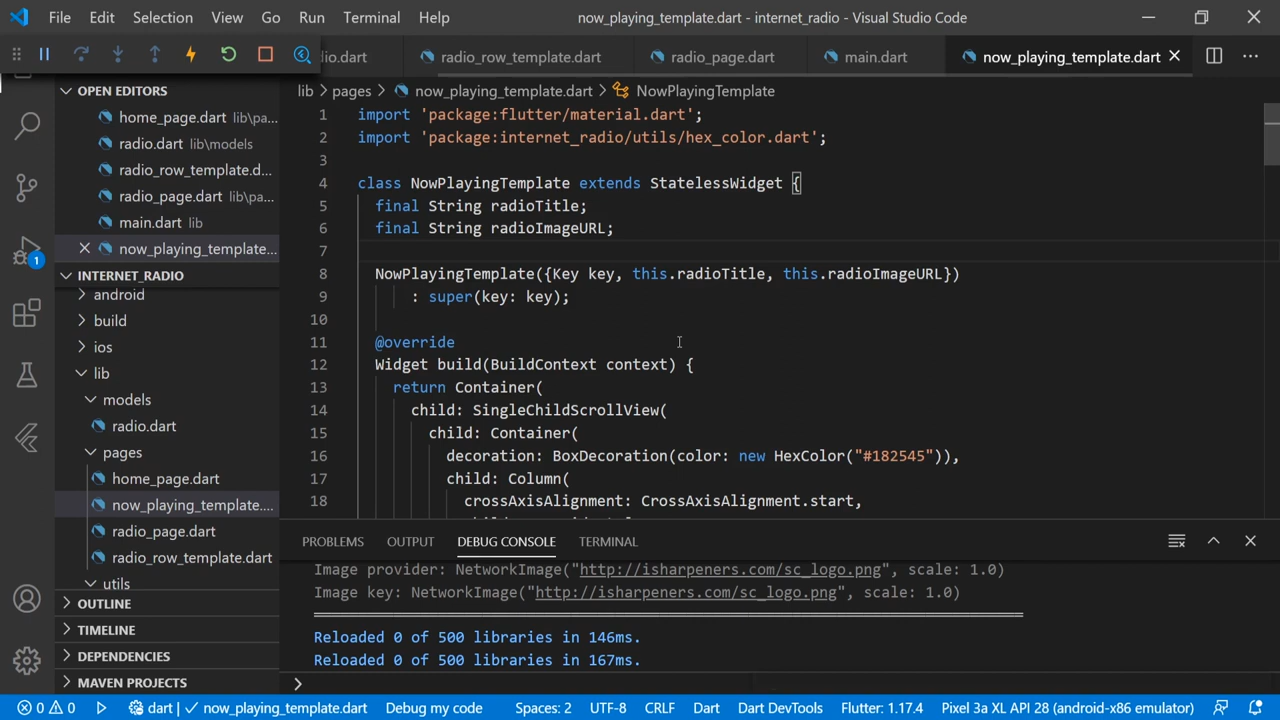 File Edit Selection View Go Run Terminal Help now_playing_template.dart - internet_radio - Visual Studio Code
dio.dart radio_row_template.dart radio_page.dart main.dart now_playing_template.dart
OPEN EDITORS
home_page.dart lib\pa...
radio.dart lib\models
radio_row_template.d...
radio_page.dart lib\pa...
main.dart lib
now_playing_template...
INTERNET_RADIO
android
build
ios
lib
models
radio.dart
pages
home_page.dart
now_playing_template....
radio_page.dart
radio_row_template.dart
utils
OUTLINE
TIMELINE
DEPENDENCIES
MAVEN PROJECTS
1
lib > pages > now_playing_template.dart > NowPlayingTemplate
1 import 'package:flutter/material.dart';
2 import 'package:internet_radio/utils/hex_color.dart';
3
4 class NowPlayingTemplate extends StatelessWidget {
5 final String radioTitle;
6 final String radioImageURL;
7
8 NowPlayingTemplate({Key key, this.radioTitle, this.radioImageURL})
9 : super(key: key);
10
11 @override
12 Widget build(BuildContext context) {
13 return Container(
14 child: SingleChildScrollView(
15 child: Container(
16 decoration: BoxDecoration(color: new HexColor("#182545")),
17 child: Column(
18 crossAxisAlignment: CrossAxisAlignment.start,
PROBLEMS OUTPUT DEBUG CONSOLE TERMINAL
Image provider: NetworkImage("http://isharpeners.com/sc_logo.png", scale: 1.0)
Image key: NetworkImage("http://isharpeners.com/sc_logo.png", scale: 1.0)
Reloaded 0 of 500 libraries in 146ms.
Reloaded 0 of 500 libraries in 167ms.
>
0 0 dart | now_playing_template.dart Debug my code Spaces: 2 UTF-8 CRLF Dart Dart DevTools Flutter: 1.17.4 Pixel 3a XL API 28 (android-x86 emulator)